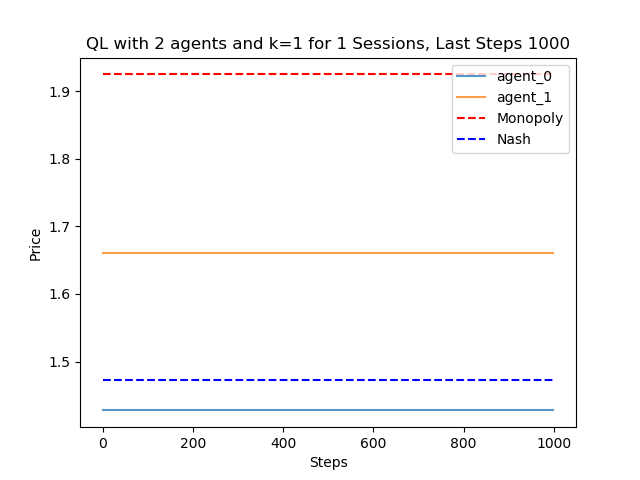 QL with 2 agents and k=1 for 1 Sessions, Last Steps 1000
agent_0
agent_1
Monopoly
Nash
Price
1.9
1.8
1.7
1.6
1.5
0 200 400 600 800 1000
Steps